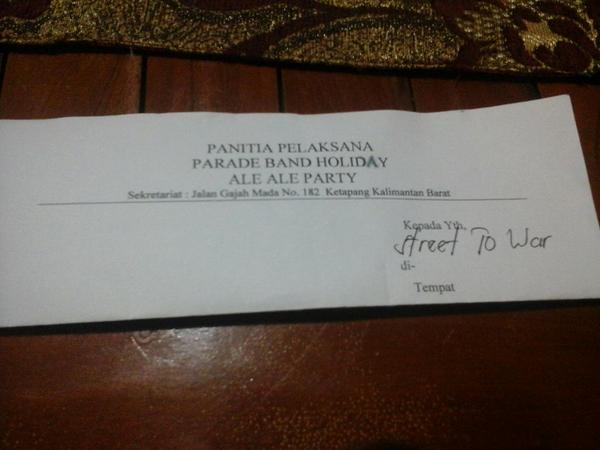 PANITIA PELAKSANA
PARADE BAND HOLIDAY
ALE ALE PARTY
Sekretariat : Jalan Gajah Mada No. 182 Ketapang Kalimantan Barat
Kepada Yth,
Street To War
di-
Tempat